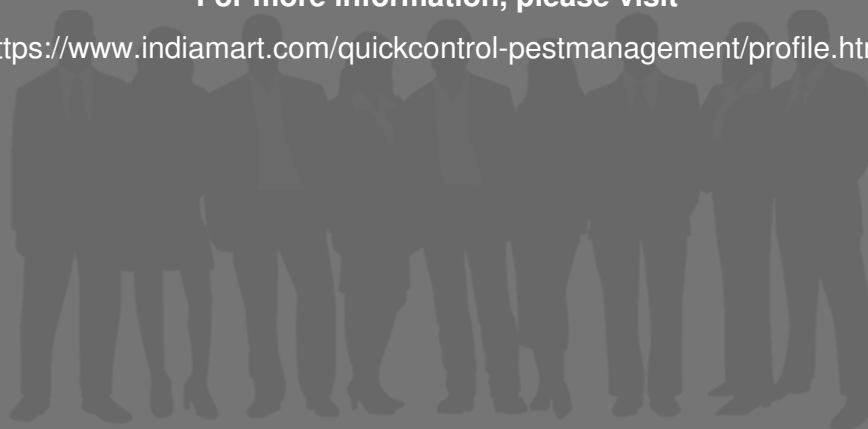 For more information, please visit
ttps://www.indiamart.com/quickcontrol-pestmanagement/profile.htm